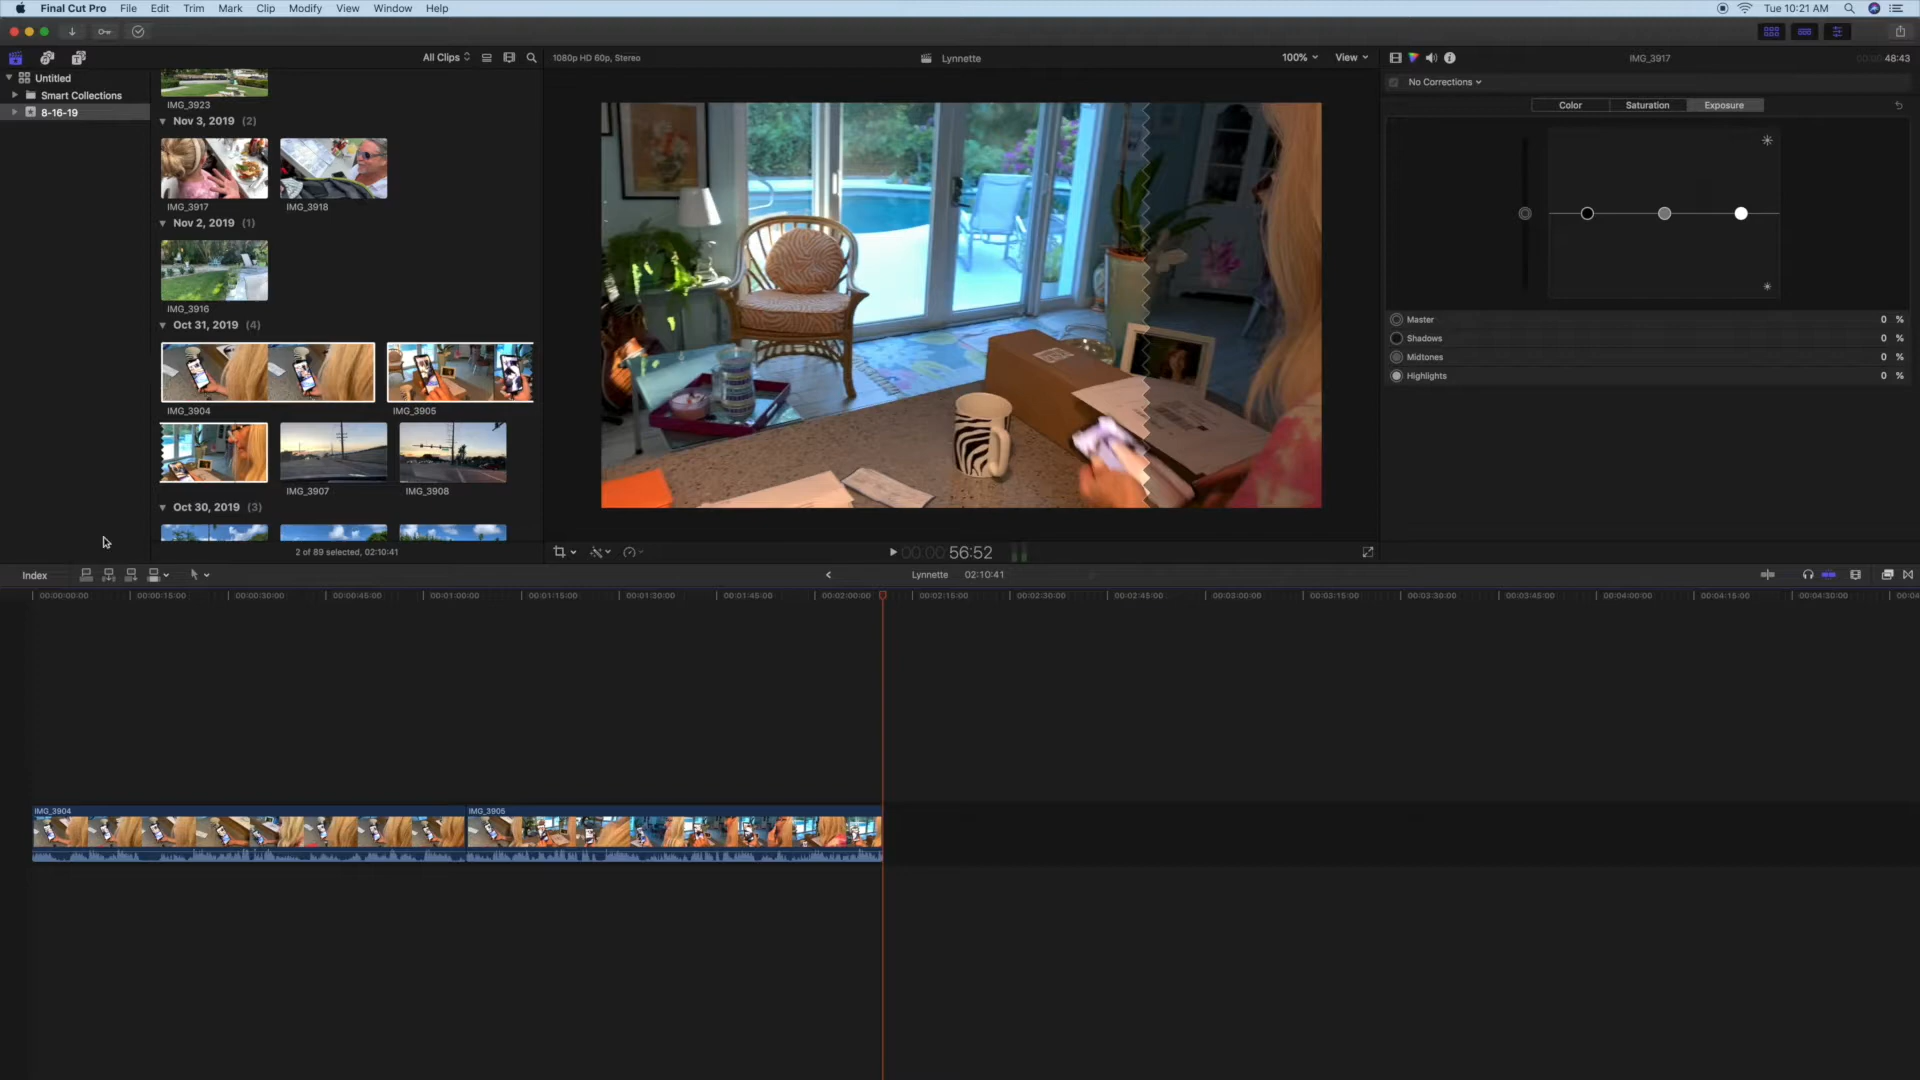 Final Cut Pro File Edit Trim Mark Clip Modify View Window Help Tue 10:21 AM
All Clips 1080p HD 60p, Stereo Lynnette 100% View IMG_3917 48:43
Untitled
Smart Collections
8-16-19
No Corrections
Color Saturation Exposure
IMG_3923
Nov 3, 2019 (2)
IMG_3917 IMG_3918
Nov 2, 2019 (1)
IMG_3916
Oct 31, 2019 (4)
IMG_3904 IMG_3905
IMG_3907 IMG_3908
Oct 30, 2019 (3)
Master 0 %
Shadows 0 %
Midtones 0 %
Highlights 0 %
2 of 89 selected, 02:10:41
00:00:56:52
Index Lynnette 02:10:41
00:00:00:00 00:00:15:00 00:00:30:00 00:00:45:00 00:01:00:00 00:01:15:00 00:01:30:00 00:01:45:00 00:02:00:00 00:02:15:00 00:02:30:00 00:02:45:00 00:03:00:00 00:03:15:00 00:03:30:00 00:03:45:00 00:04:00:00 00:04:15:00 00:04:30:00 00:04
IMG_3904 IMG_3905